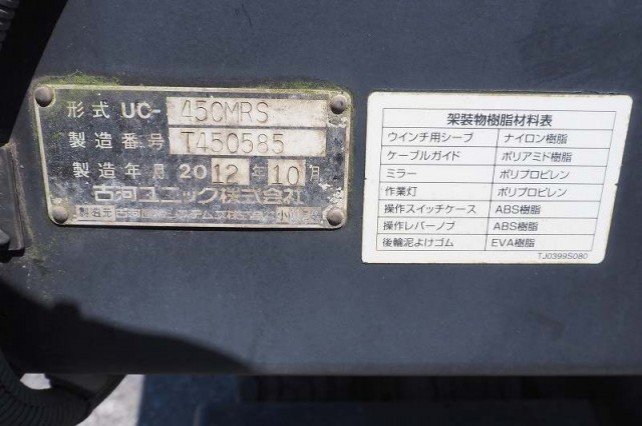 形式 UC- 450MRS
製造番号 T450585
製造年月 2012年10月
古河ユニック株式会社
製名元
架装物樹脂材料表
ウインチ用シーブ ナイロン樹脂
ケーブルガイド ポリアミド樹脂
ミラー ポリプロピレン
作業灯 ポリプロピレン
操作スイッチケース ABS樹脂
操作レバーノブ ABS樹脂
後輪泥よけゴム EVA樹脂
TJ0399S080